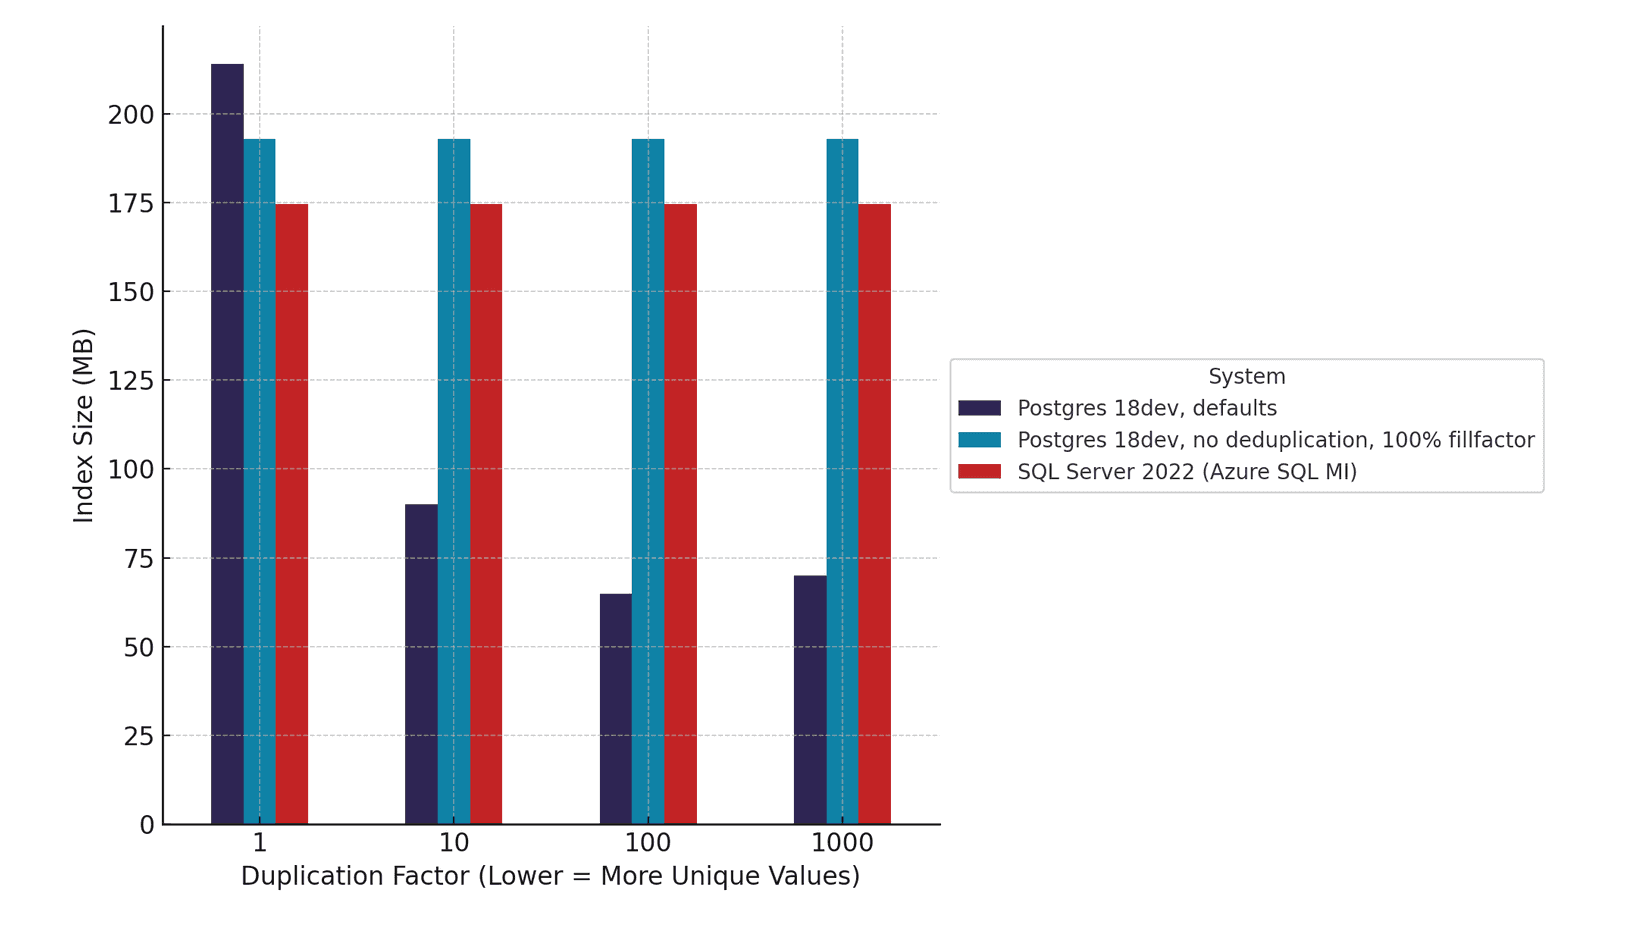 200
175
150
125
100
75
50
25
0
Index Size (MB)
1 10 100 1000
Duplication Factor (Lower = More Unique Values)
System
Postgres 18dev, defaults
Postgres 18dev, no deduplication, 100% fillfactor
SQL Server 2022 (Azure SQL MI)